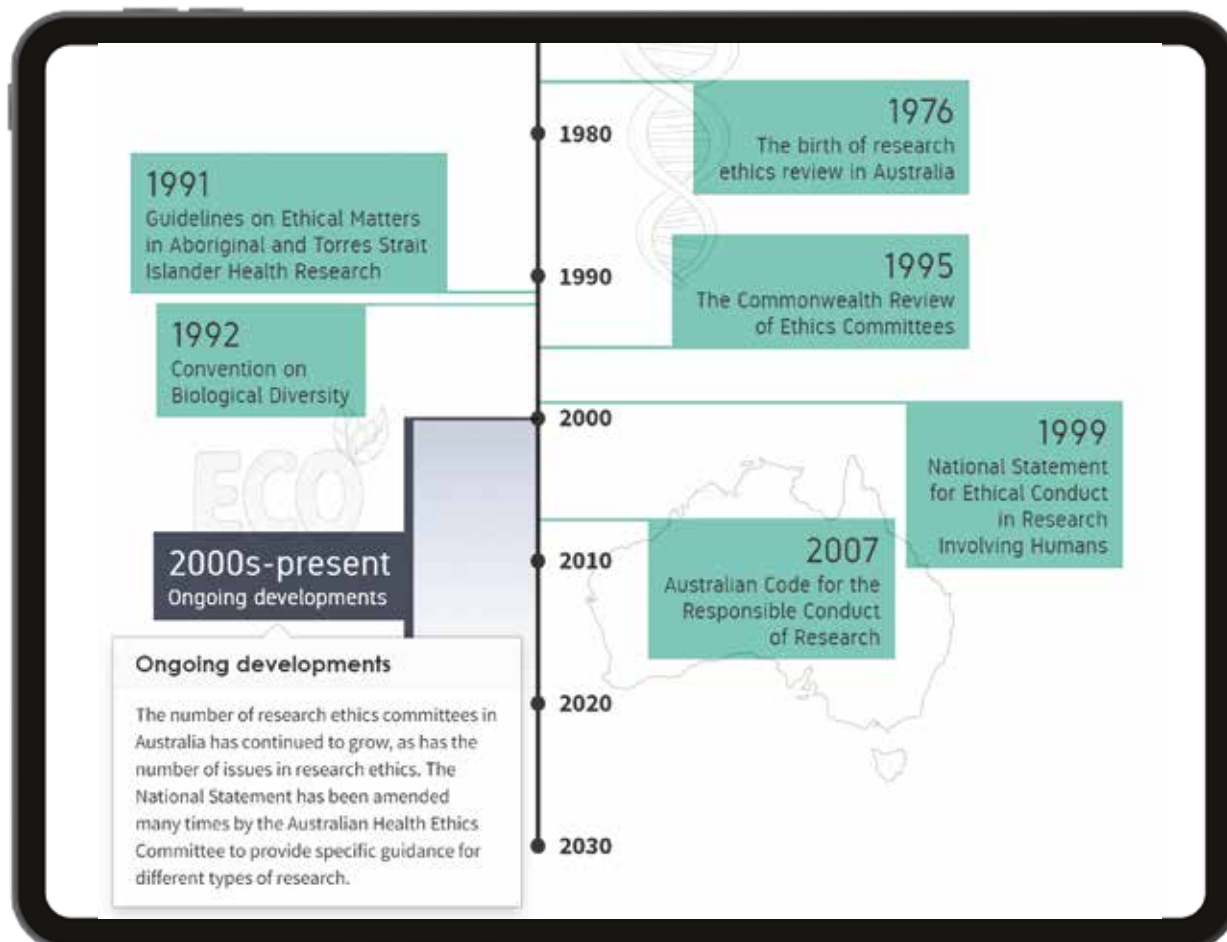 1976
The birth of research
ethics review in Australia
1980
1991
Guidelines on Ethical Matters
in Aboriginal and Torres Strait
Islander Health Research
1990
1995
The Commonwealth Review
of Ethics Committees
1992
Convention on
Biological Diversity
2000
1999
National Statement
for Ethical Conduct
in Research
Involving Humans
ECO
2007
Australian Code for the
Responsible Conduct
of Research
2010
2000s-present
Ongoing developments
Ongoing developments
The number of research ethics committees in
Australia has continued to grow, as has the
number of issues in research ethics. The
National Statement has been amended
many times by the Australian Health Ethics
Committee to provide specific guidance for
different types of research.
2020
2030